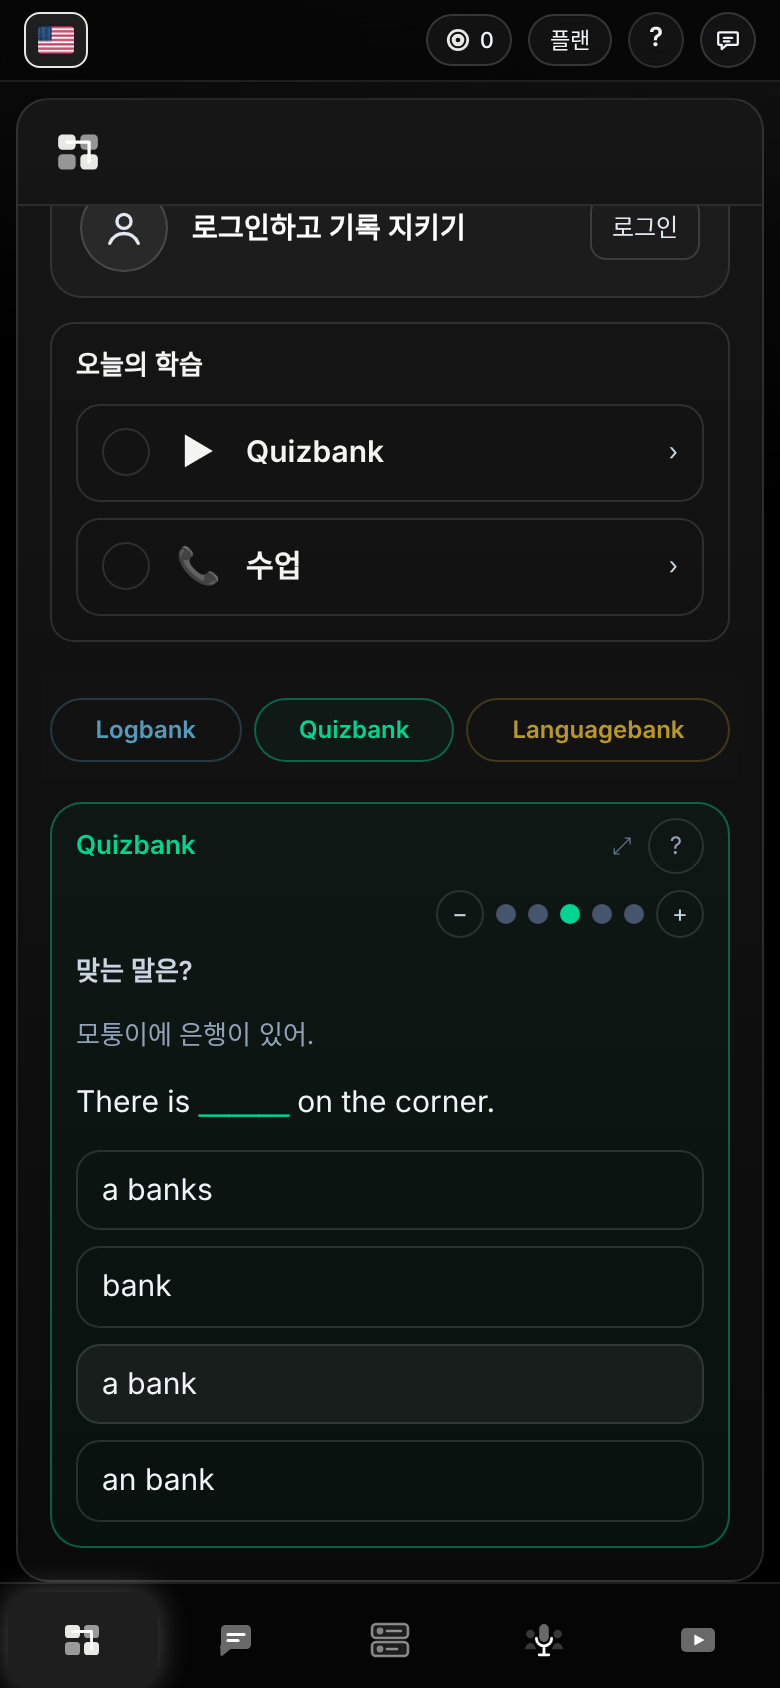 0
플랜
?
로그인하고 기록 지키기
로그인
오늘의 학습
Quizbank
수업
Logbank
Quizbank
Languagebank
Quizbank
?
맞는 말은?
모퉁이에 은행이 있어.
There is ______ on the corner.
a banks
bank
a bank
an bank